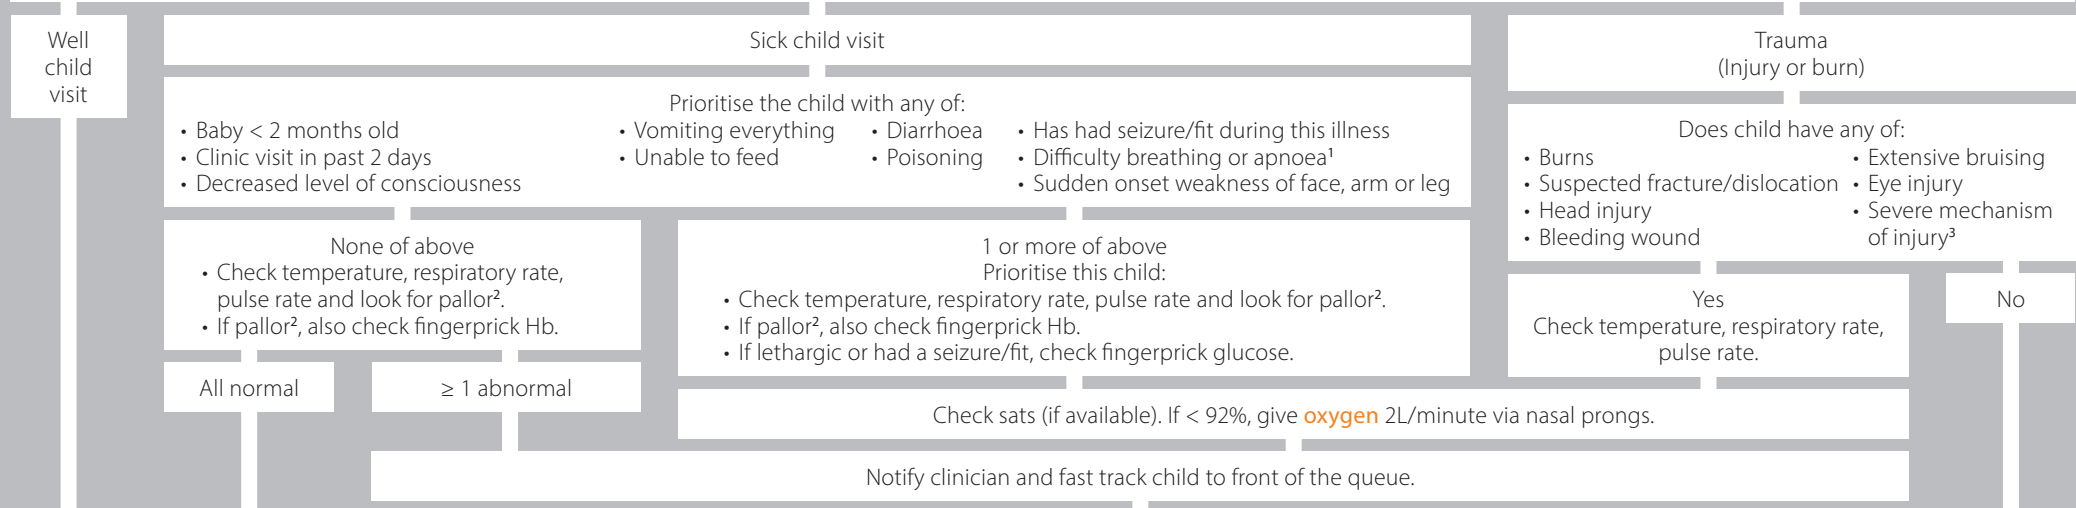 Well
child
visit
Sick child visit
Prioritise the child with any of:
• Baby < 2 months old
• Clinic visit in past 2 days
• Decreased level of consciousness
• Vomiting everything
• Unable to feed
• Diarrhoea
• Poisoning
• Has had seizure/fit during this illness
• Difficulty breathing or apnoea¹
• Sudden onset weakness of face, arm or leg
None of above
• Check temperature, respiratory rate,
pulse rate and look for pallor².
• If pallor², also check fingerprick Hb.
All normal
≥ 1 abnormal
1 or more of above
Prioritise this child:
• Check temperature, respiratory rate, pulse rate and look for pallor².
• If pallor², also check fingerprick Hb.
• If lethargic or had a seizure/fit, check fingerprick glucose.
Trauma
(Injury or burn)
Does child have any of:
• Burns
• Suspected fracture/dislocation
• Head injury
• Bleeding wound
• Extensive bruising
• Eye injury
• Severe mechanism
of injury³
Yes
Check temperature, respiratory rate,
pulse rate.
No
Check sats (if available). If < 92%, give oxygen 2L/minute via nasal prongs.
Notify clinician and fast track child to front of the queue.